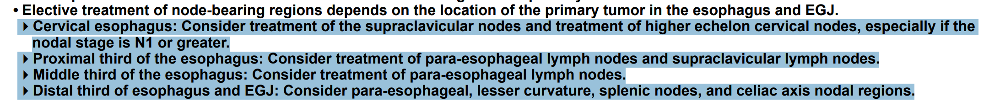 • Elective treatment of node-bearing regions depends on the location of the primary tumor in the esophagus and EGJ.
▸ Cervical esophagus: Consider treatment of the supraclavicular nodes and treatment of higher echelon cervical nodes, especially if the
nodal stage is N1 or greater.
▸ Proximal third of the esophagus: Consider treatment of para-esophageal lymph nodes and supraclavicular lymph nodes.
▸ Middle third of the esophagus: Consider treatment of para-esophageal lymph nodes.
▸ Distal third of esophagus and EGJ: Consider para-esophageal, lesser curvature, splenic nodes, and celiac axis nodal regions.